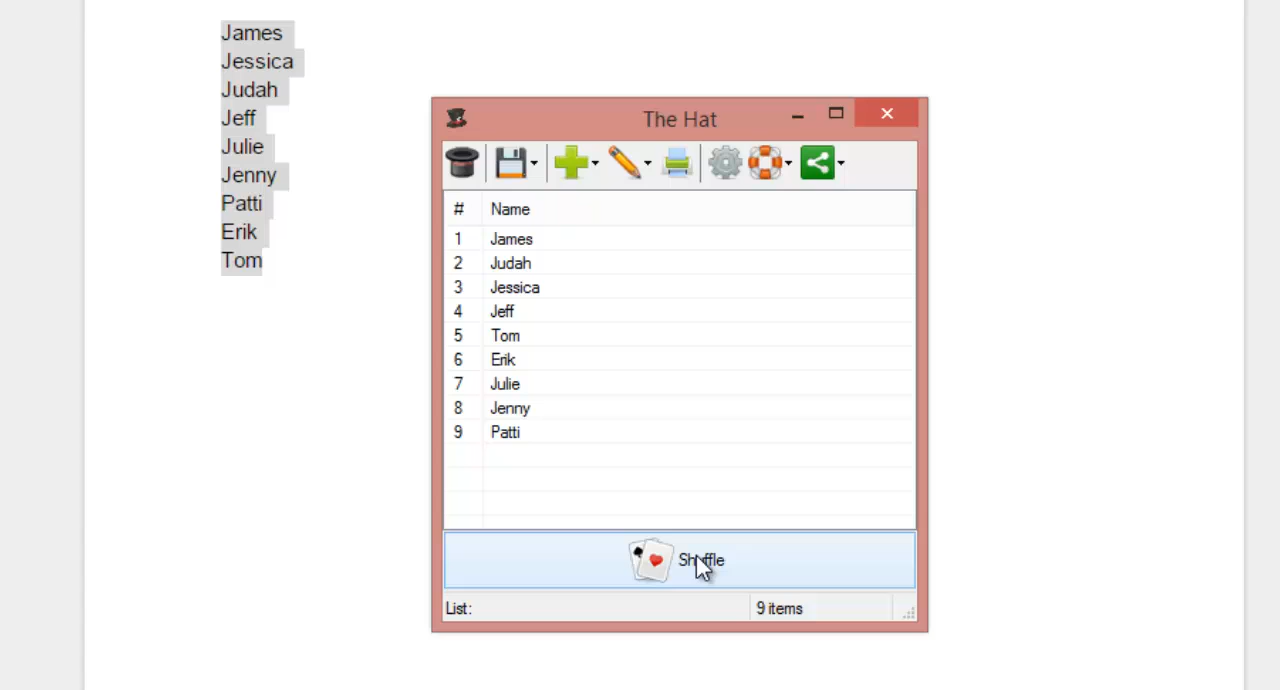 James
Jessica
Judah
Jeff
Julie
Jenny
Patti
Erik
Tom
The Hat
# Name
1 James
2 Judah
3 Jessica
4 Jeff
5 Tom
6 Erik
7 Julie
8 Jenny
9 Patti
Shuffle
List: 9 items